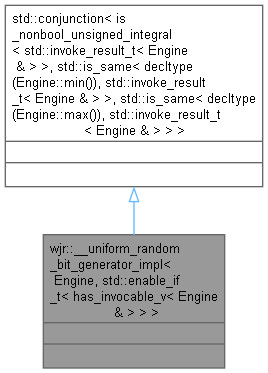 std::conjunction< is
_nonbool_unsigned_integral
< std::invoke_result_t< Engine
& > >, std::is_same< decltype
(Engine::min()), std::invoke_result
_t< Engine & > >, std::is_same< decltype
(Engine::max()), std::invoke_result_t
< Engine & > > >
wjr::__uniform_random
_bit_generator_impl<
Engine, std::enable_if
_t< has_invocable_v< Engine
& > > >